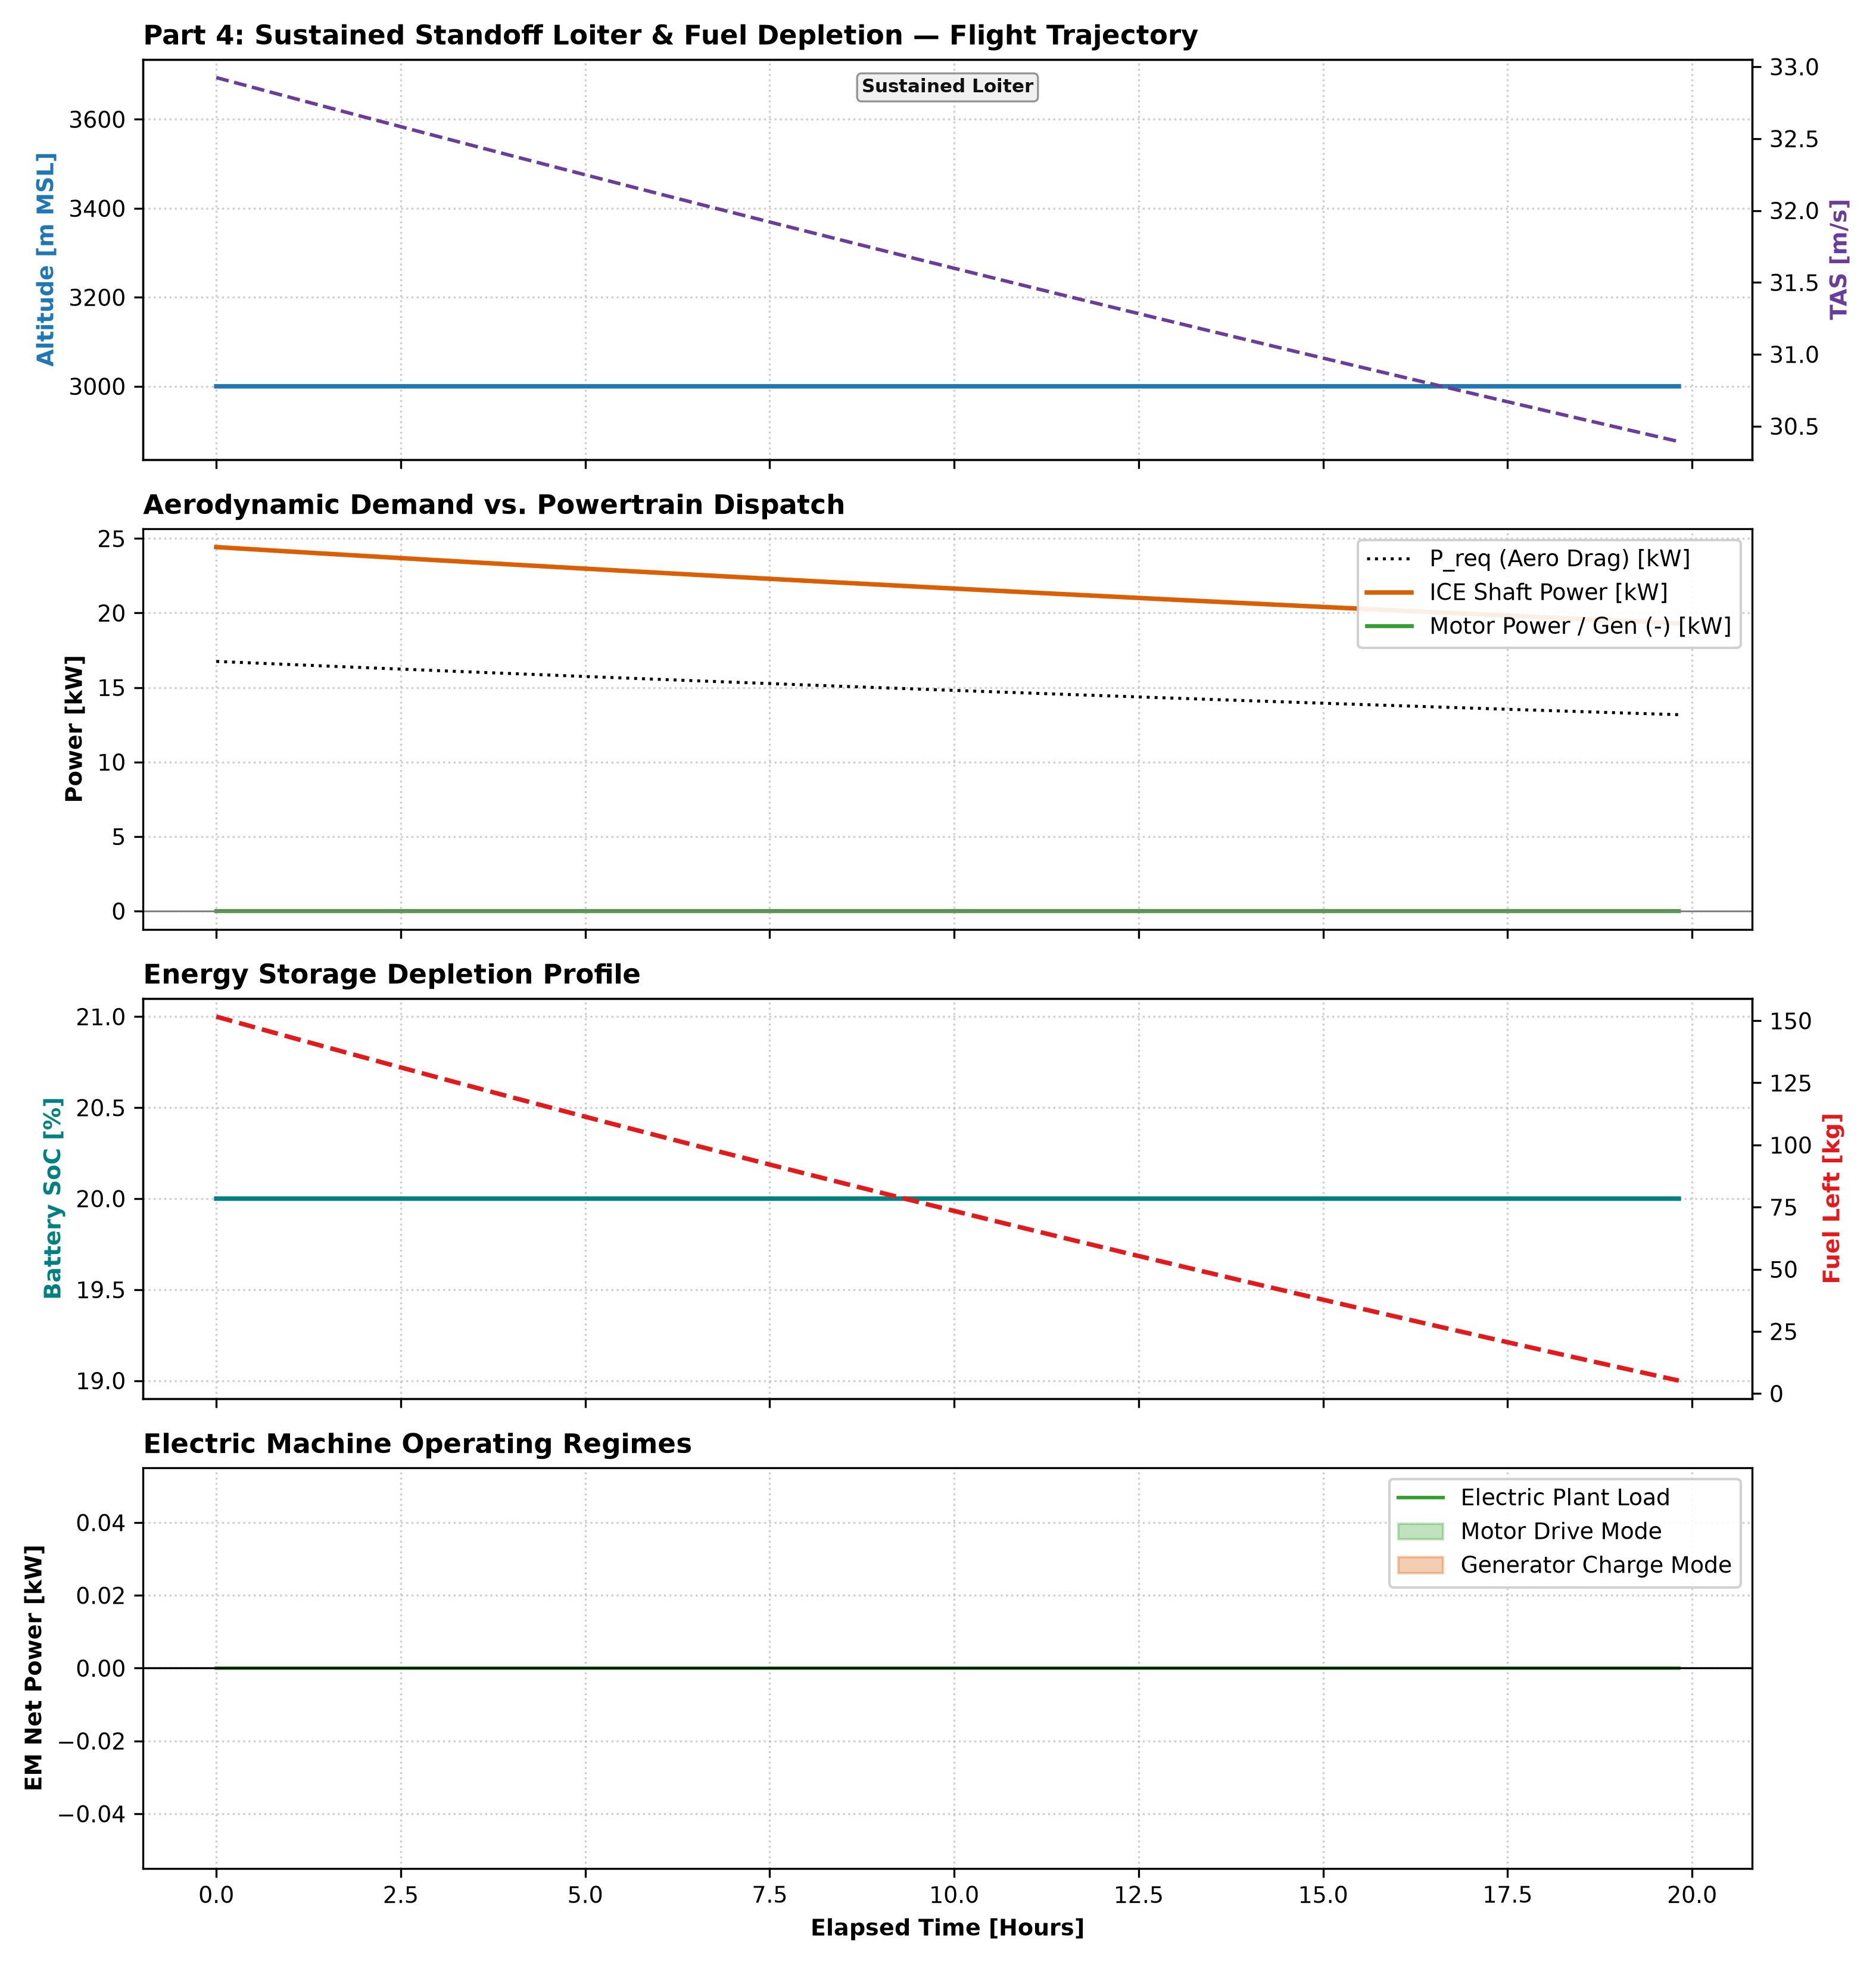 Part 4: Sustained Standoff Loiter & Fuel Depletion — Flight Trajectory
Sustained Loiter
Altitude [m MSL]
3600
3400
3200
3000
TAS [m/s]
33.0
32.5
32.0
31.5
31.0
30.5
Aerodynamic Demand vs. Powertrain Dispatch
Power [kW]
25
20
15
10
5
0
P_req (Aero Drag) [kW]
ICE Shaft Power [kW]
Motor Power / Gen (-) [kW]
Energy Storage Depletion Profile
Battery SoC [%]
21.0
20.5
20.0
19.5
19.0
Fuel Left [kg]
150
125
100
75
50
25
0
Electric Machine Operating Regimes
EM Net Power [kW]
0.04
0.02
0.00
−0.02
−0.04
Electric Plant Load
Motor Drive Mode
Generator Charge Mode
0.0 2.5 5.0 7.5 10.0 12.5 15.0 17.5 20.0
Elapsed Time [Hours]